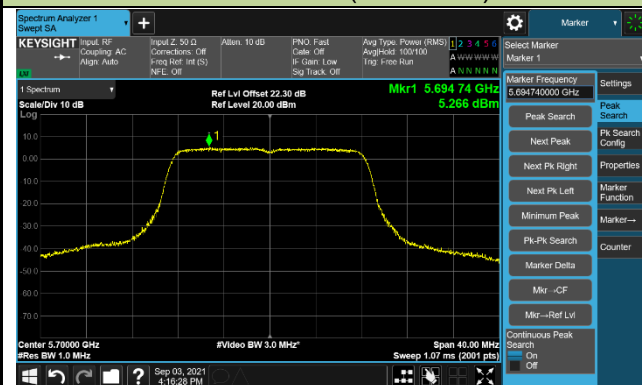 Spectrum Analyzer 1
Swept SA
Marker
KEYSIGHT
Input: RF
Coupling: AC
Align: Auto
Input Z: 50 Ω
Corrections: Off
Freq Ref: Int (S)
NFE: Off
Atten: 10 dB
PNO: Fast
Gate: Off
IF Gain: Low
Sig Track: Off
Avg Type: Power (RMS)
Avg|Hold: 100/100
Trig: Free Run
1 2 3 4 5 6
A W W W W W
A N N N N N
Select Marker
Marker 1
LXI
1 Spectrum
Scale/Div 10 dB
Log
Ref Lvl Offset 22.30 dB
Ref Level 20.00 dBm
Mkr1 5.694 74 GHz
5.266 dBm
1
10.0
0.00
-10.0
-20.0
-30.0
-40.0
-50.0
-60.0
-70.0
Center 5.70000 GHz
#Res BW 1.0 MHz
#Video BW 3.0 MHz*
Span 40.00 MHz
Sweep 1.07 ms (2001 pts)
Marker Frequency
5.694740000 GHz
Peak Search
Next Peak
Next Pk Right
Next Pk Left
Minimum Peak
Pk-Pk Search
Marker Delta
Mkr→CF
Mkr→Ref Lvl
Continuous Peak
Search
On
Off
Settings
Peak
Search
Pk Search
Config
Properties
Marker
Function
Marker→
Counter
Sep 03, 2021
4:16:28 PM